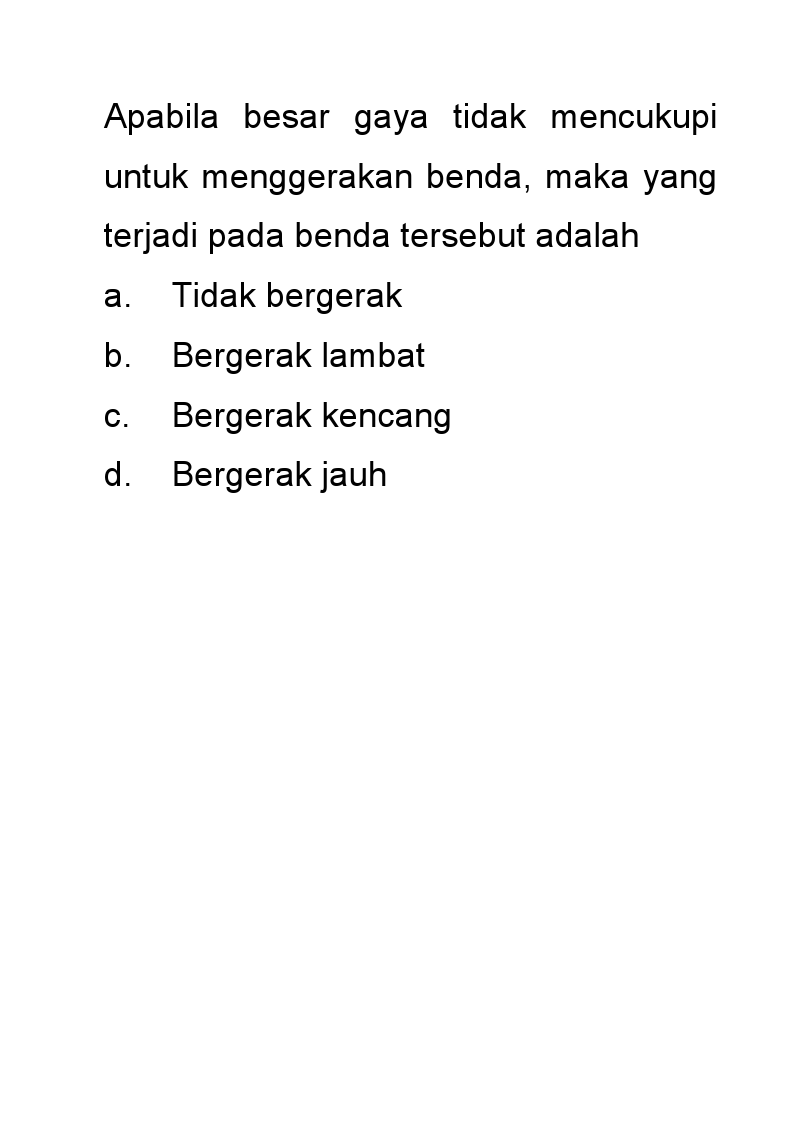 Apabila besar gaya tidak mencukupi
untuk menggerakan benda, maka yang
terjadi pada benda tersebut adalah
a. Tidak bergerak
b. Bergerak lambat
c. Bergerak kencang
d. Bergerak jauh